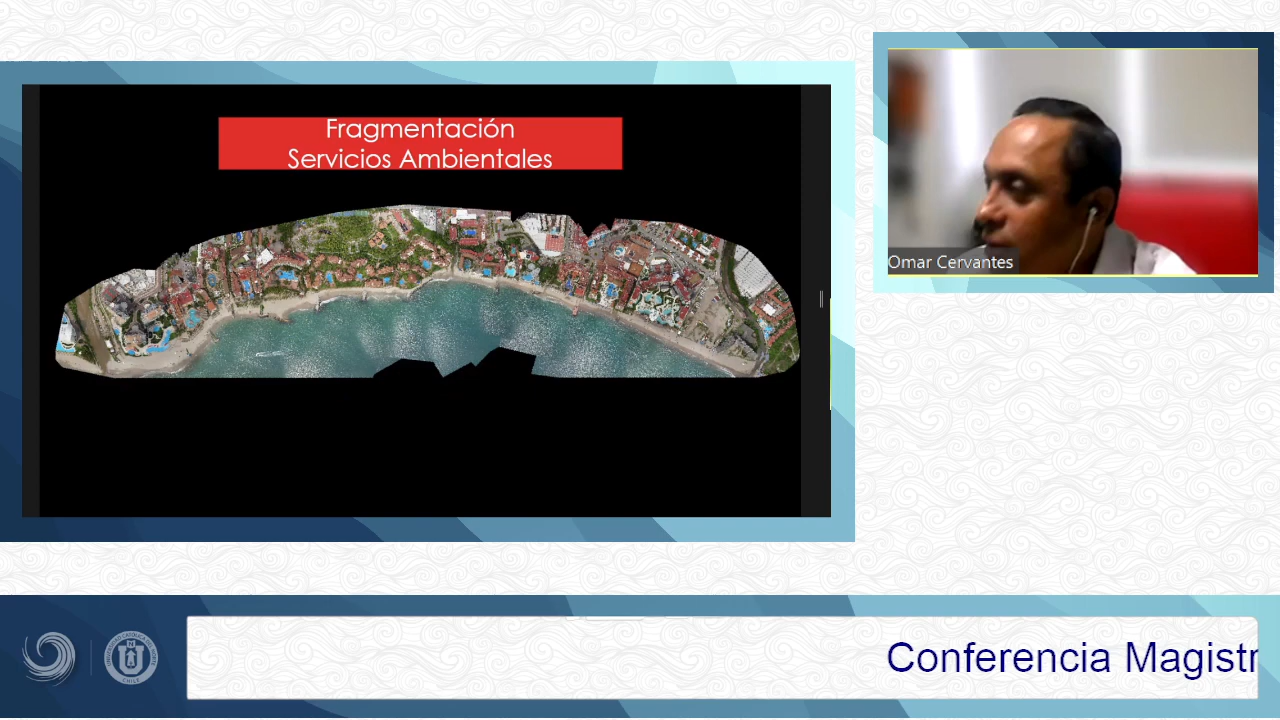 Fragmentación
Servicios Ambientales
Omar Cervantes
Conferencia Magistr